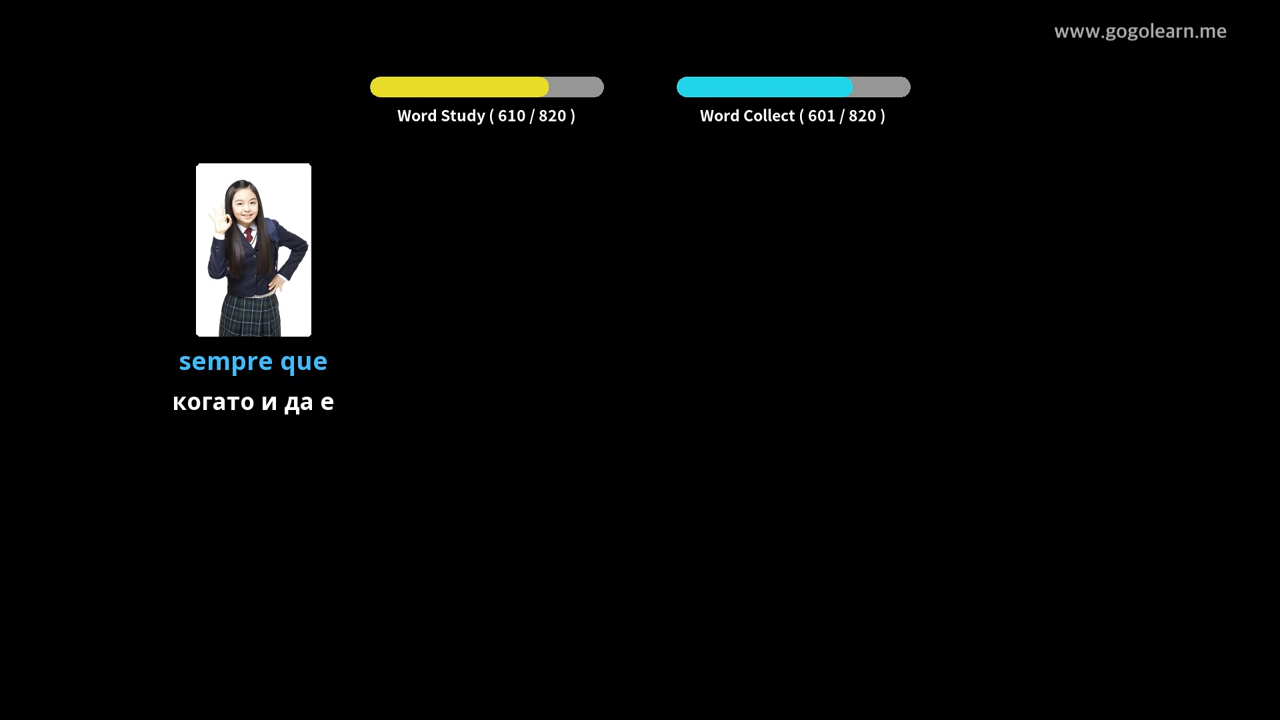 www.gogolearn.me
Word Study ( 610 / 820 )
Word Collect ( 601 / 820 )
sempre que
когато и да е